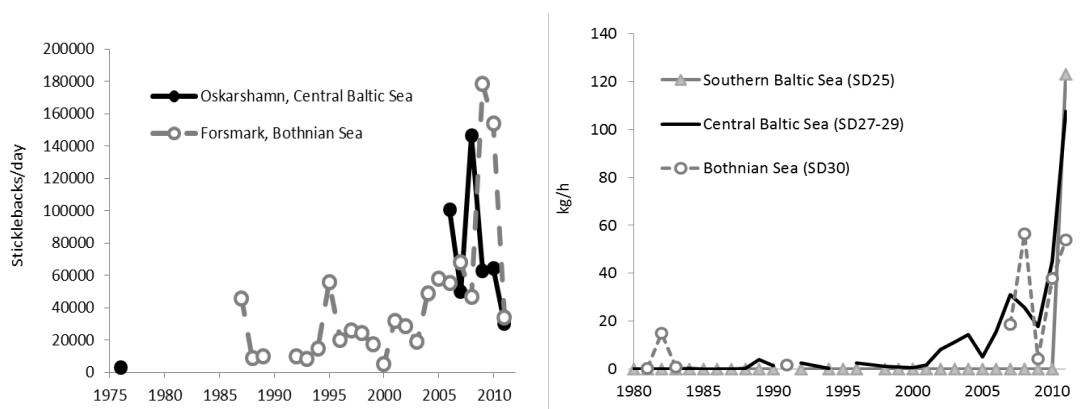 200000
180000
160000
140000
120000
100000
80000
60000
40000
20000
0
Sticklebacks/day
Oskarshamn, Central Baltic Sea
Forsmark, Bothnian Sea
1975 1980 1985 1990 1995 2000 2005 2010
140
120
100
80
60
40
20
0
kg/h
Southern Baltic Sea (SD25)
Central Baltic Sea (SD27-29)
Bothnian Sea (SD30)
1980 1985 1990 1995 2000 2005 2010